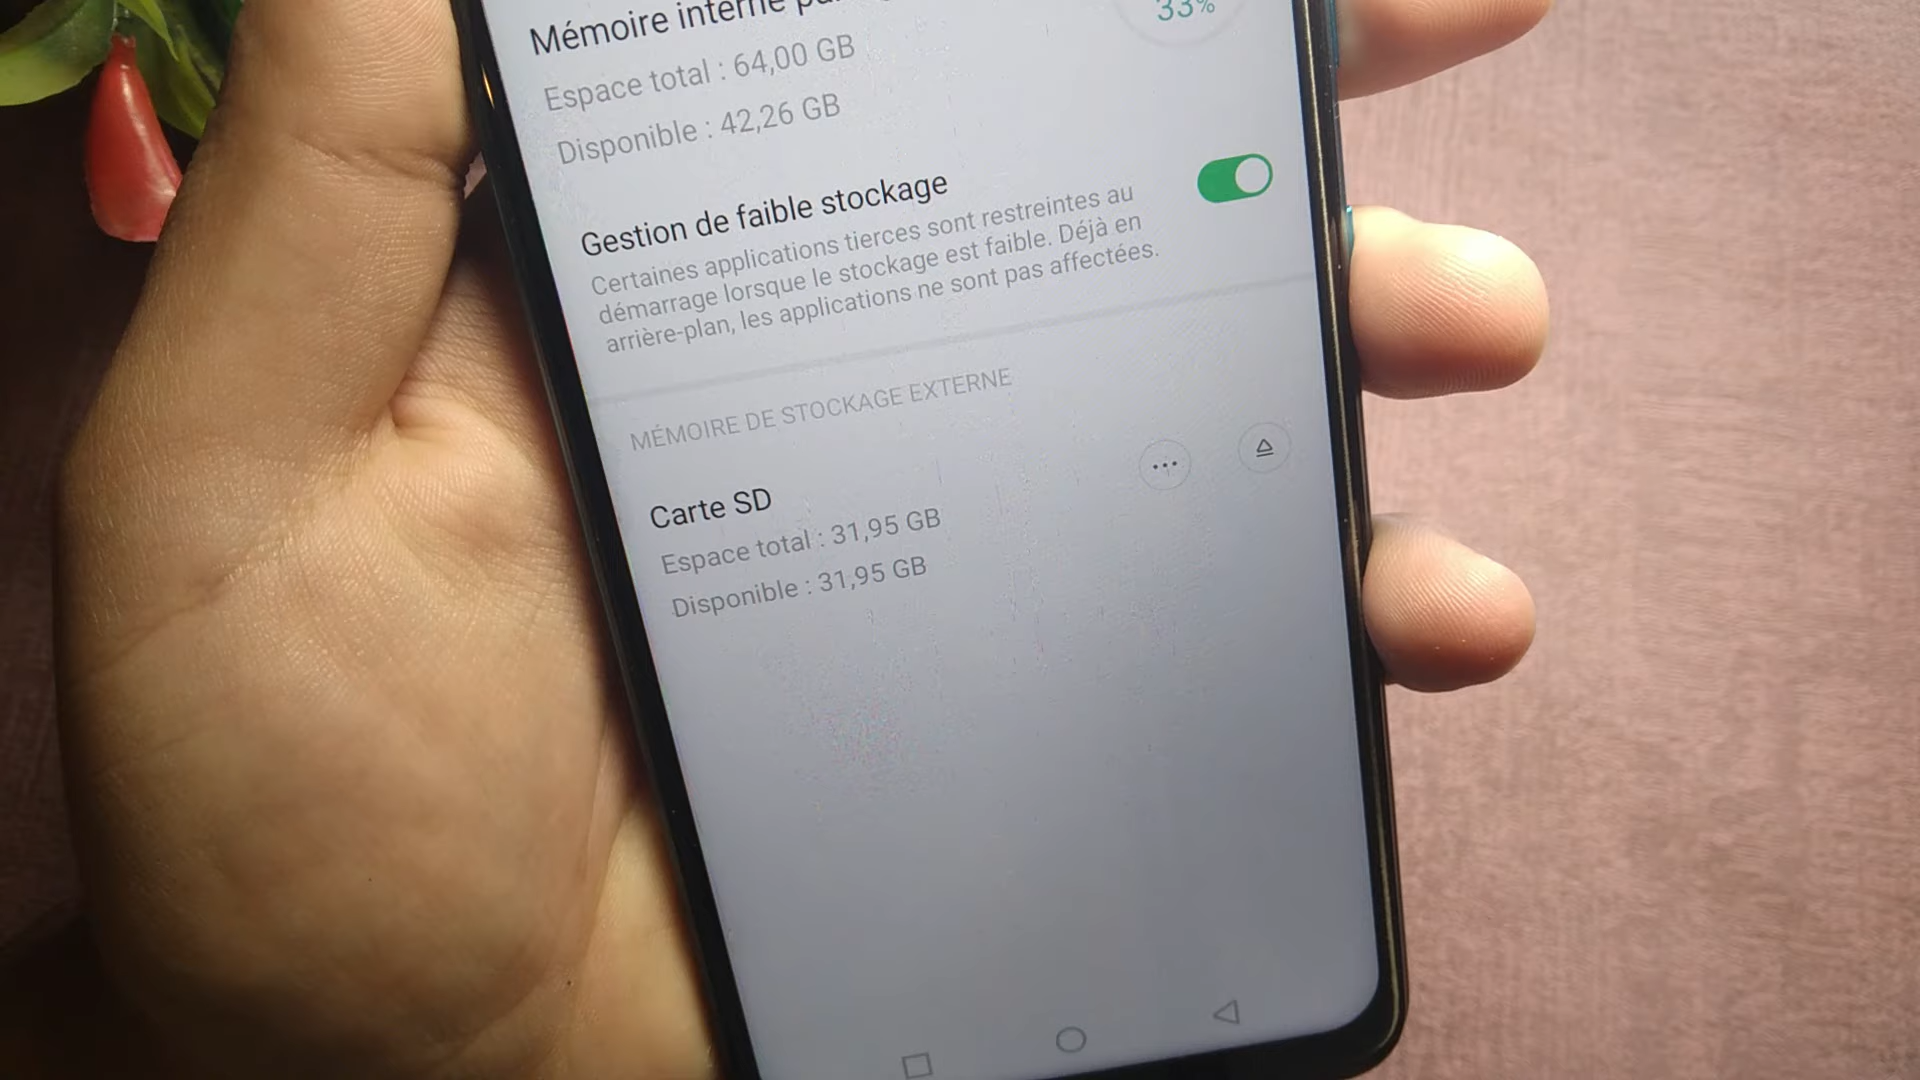 Mémoire interne
33%
Espace total : 64,00 GB
Disponible : 42,26 GB
Gestion de faible stockage
Certaines applications tierces sont restreintes au
démarrage lorsque le stockage est faible. Déjà en
arrière-plan, les applications ne sont pas affectées.
MÉMOIRE DE STOCKAGE EXTERNE
Carte SD
Espace total : 31,95 GB
Disponible : 31,95 GB